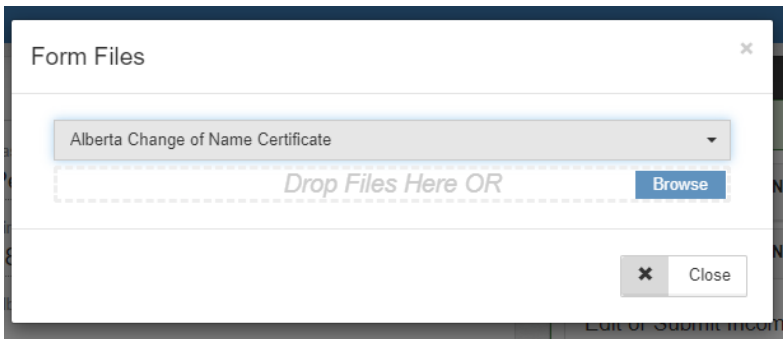 Form Files
×
Alberta Change of Name Certificate
Drop Files Here OR
Browse
✖ Close
Edit or Submit Incom